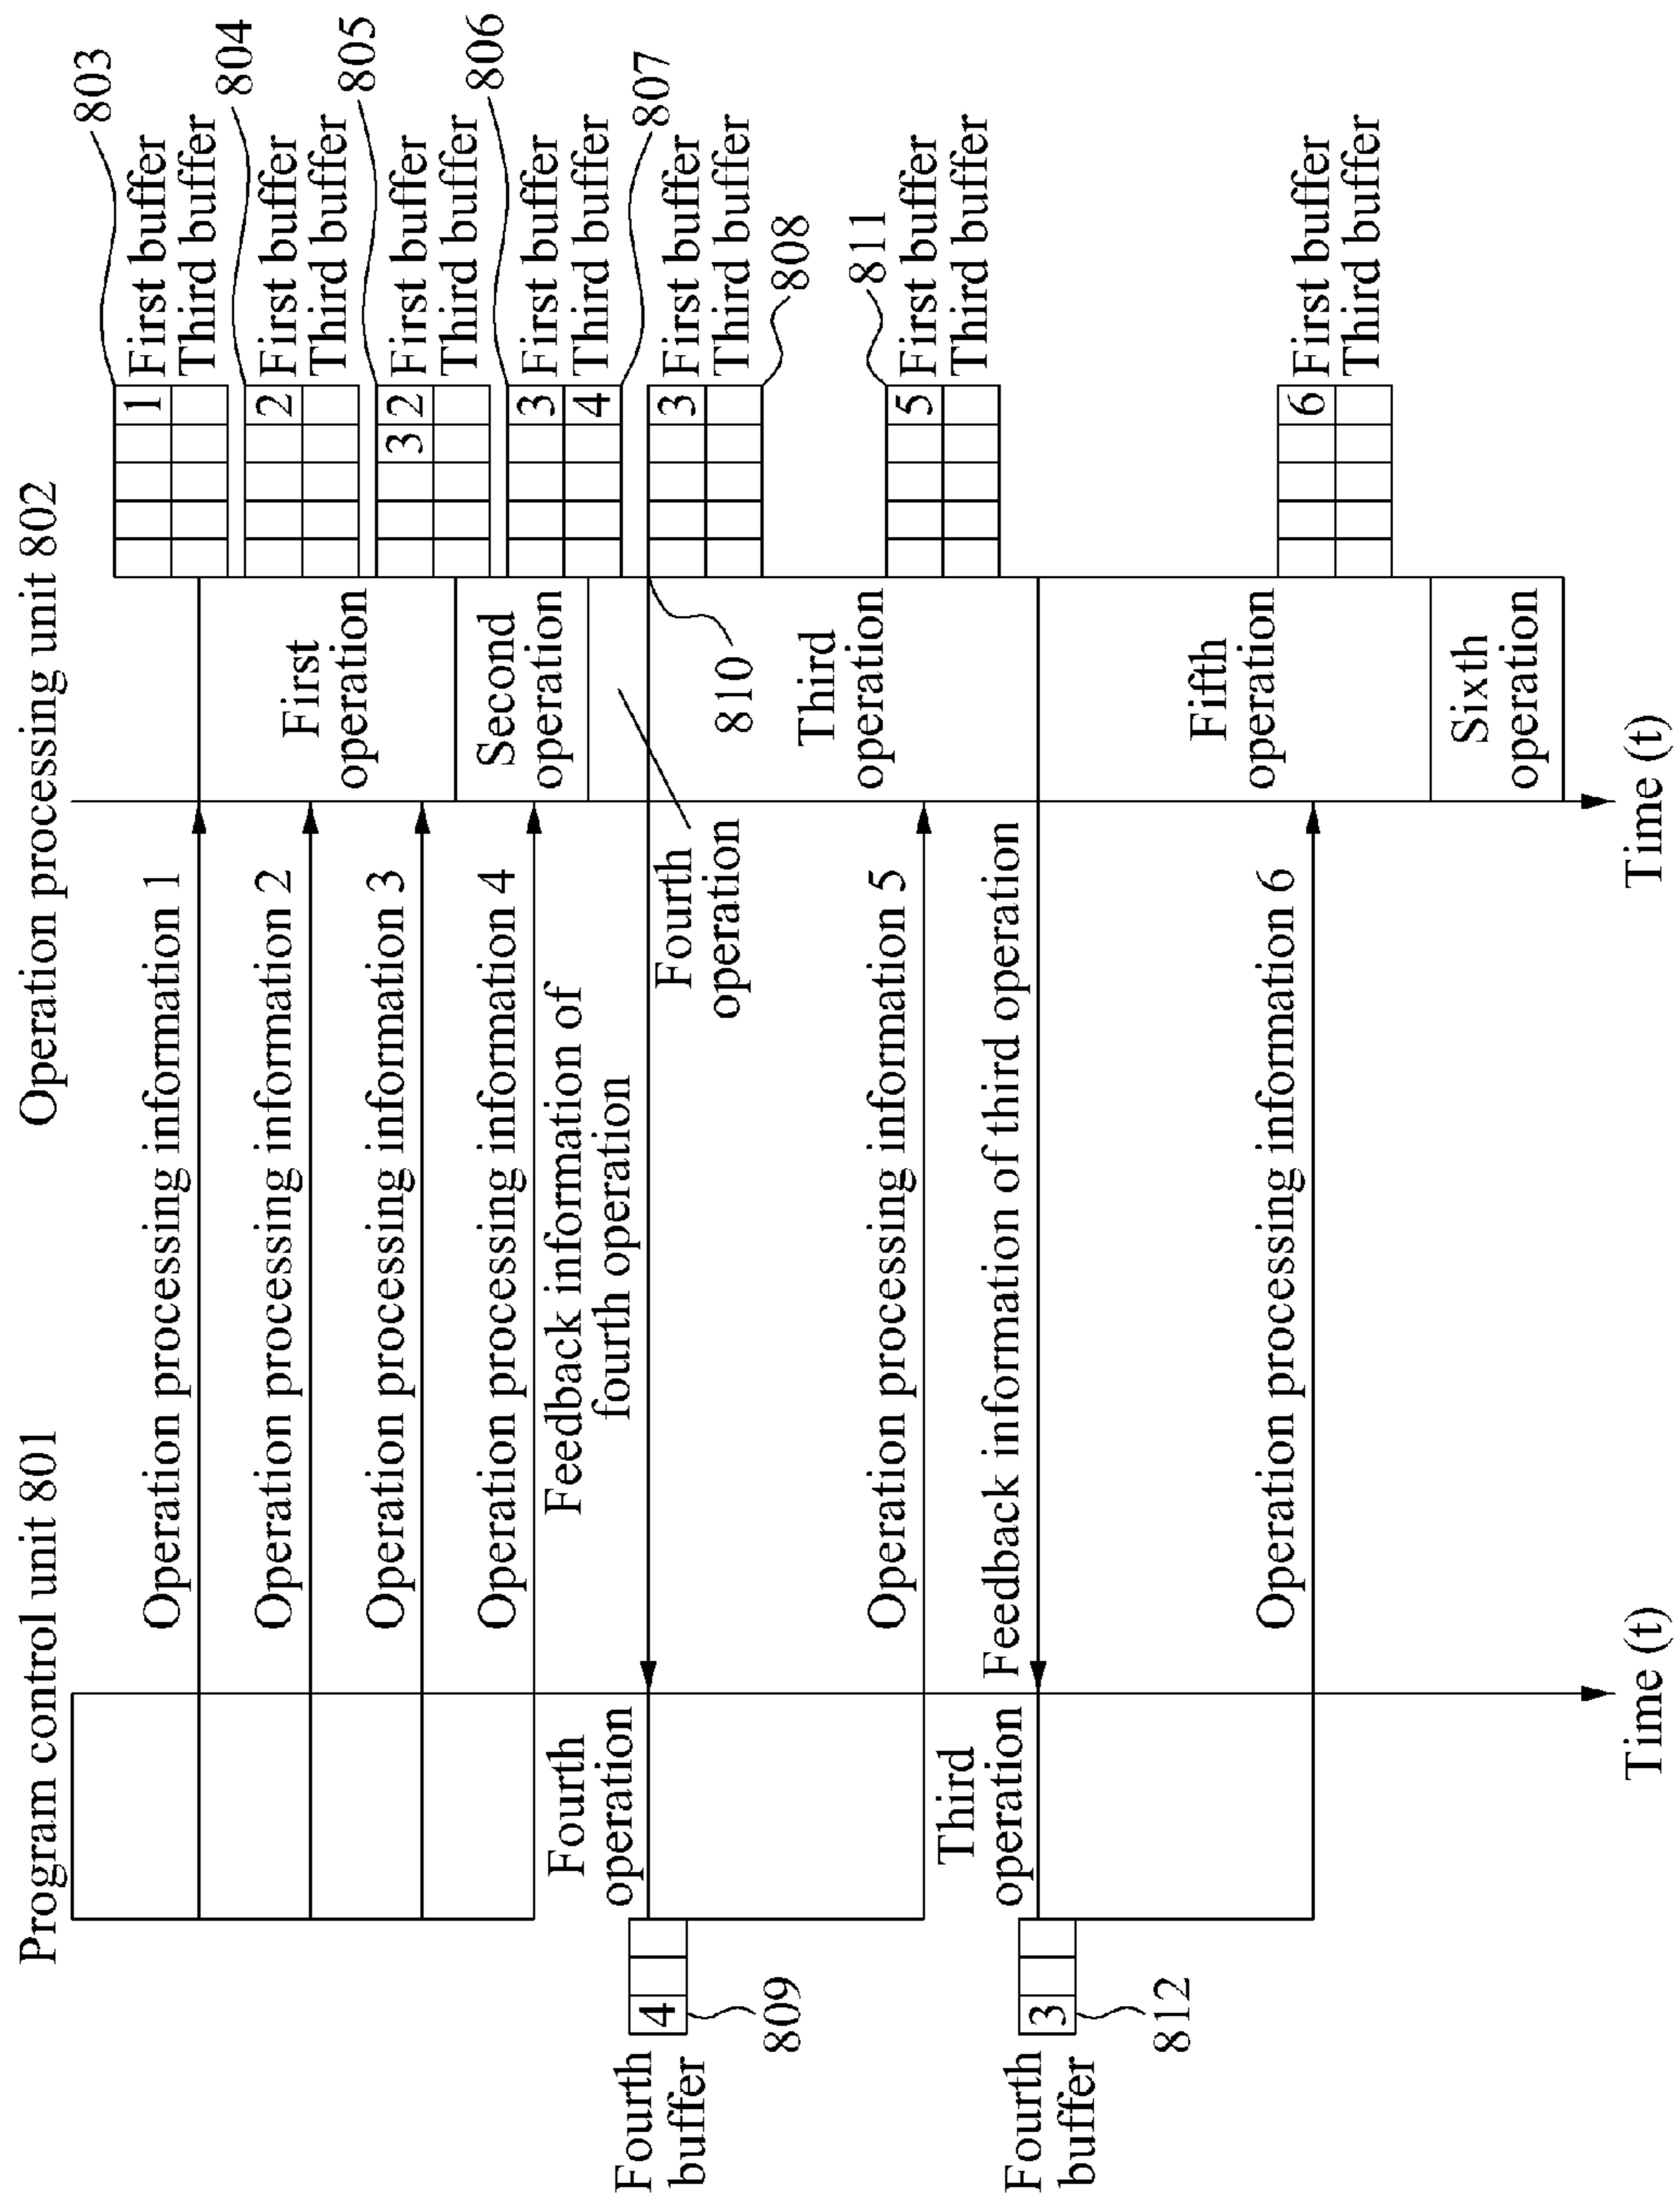 Program control unit 801
Operation processing unit 802
Operation processing information 1
803
1
First buffer
Third buffer
Operation processing information 2
First
operation
804
2
First buffer
Third buffer
Operation processing information 3
805
3 2
First buffer
Third buffer
Operation processing information 4
Second
operation
806
3
First buffer
4
Third buffer
807
Feedback information of
fourth operation
Fourth
operation
Fourth
buffer
4
809
Fourth
operation
810
3
First buffer
Third buffer
808
Operation processing information 5
Third
operation
811
5
First buffer
Third buffer
Feedback information of third operation
Third
operation
Fourth
buffer
3
812
Operation processing information 6
Fifth
operation
6
First buffer
Third buffer
Sixth
operation
Time (t)
Time (t)